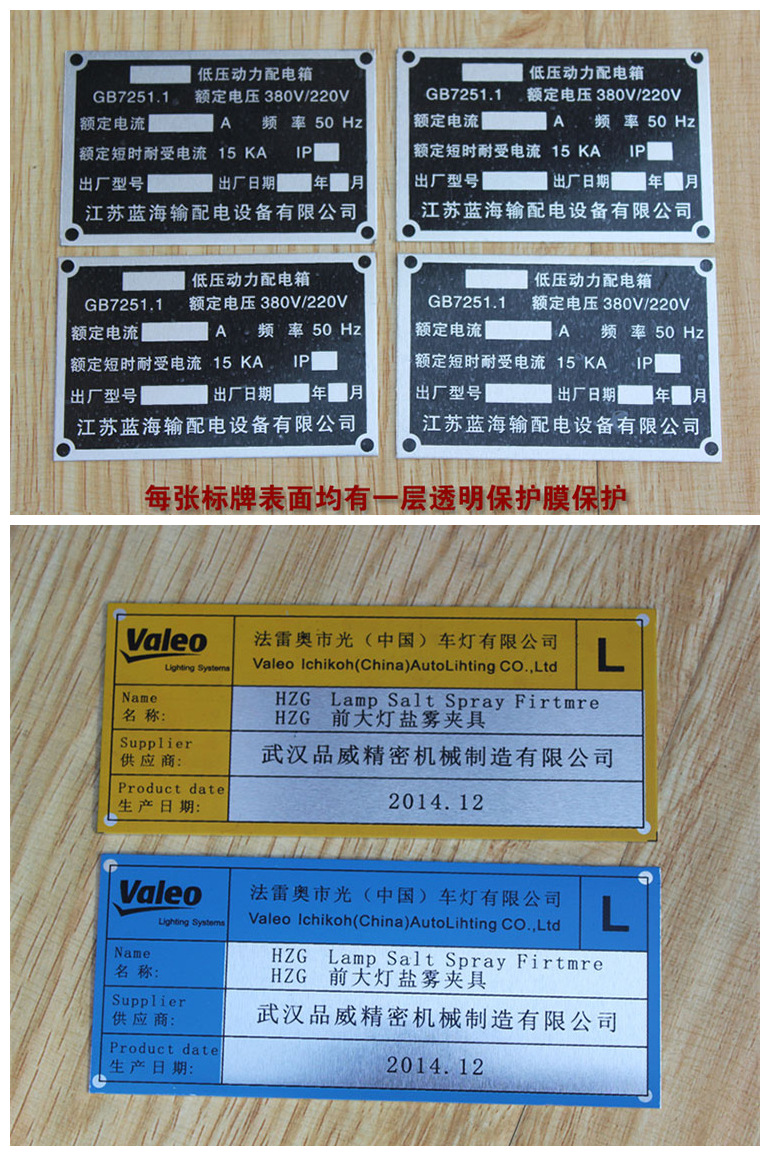 低压动力配电箱
GB7251.1 额定电压 380V/220V
额定电流 A 频 率 50 Hz
额定短时耐受电流 15 KA IP
出厂型号 出厂日期 年 月
江苏蓝海输配电设备有限公司
低压动力配电箱
GB7251.1 额定电压 380V/220V
额定电流 A 频 率 50 Hz
额定短时耐受电流 15 KA IP
出厂型号 出厂日期 年 月
江苏蓝海输配电设备有限公司
低压动力配电箱
GB7251.1 额定电压 380V/220V
额定电流 A 频 率 50 Hz
额定短时耐受电流 15 KA IP
出厂型号 出厂日期 年 月
江苏蓝海输配电设备有限公司
低压动力配电箱
GB7251.1 额定电压 380V/220V
额定电流 A 频 率 50 Hz
额定短时耐受电流 15 KA IP
出厂型号 出厂日期 年 月
江苏蓝海输配电设备有限公司
每张标牌表面均有一层透明保护膜保护
Valeo
Lighting Systems
法雷奥市光（中国）车灯有限公司
Valeo Ichikoh(China)AutoLihting CO.,Ltd
L
Name
名 称:
HZG Lamp Salt Spray Firtmre
HZG 前大灯盐雾夹具
Supplier
供应商:
武汉品威精密机械制造有限公司
Product date
生产日期:
2014.12
Valeo
Lighting Systems
法雷奥市光（中国）车灯有限公司
Valeo Ichikoh(China)AutoLihting CO.,Ltd
L
Name
名 称:
HZG Lamp Salt Spray Firtmre
HZG 前大灯盐雾夹具
Supplier
供应商:
武汉品威精密机械制造有限公司
Product date
生产日期:
2014.12